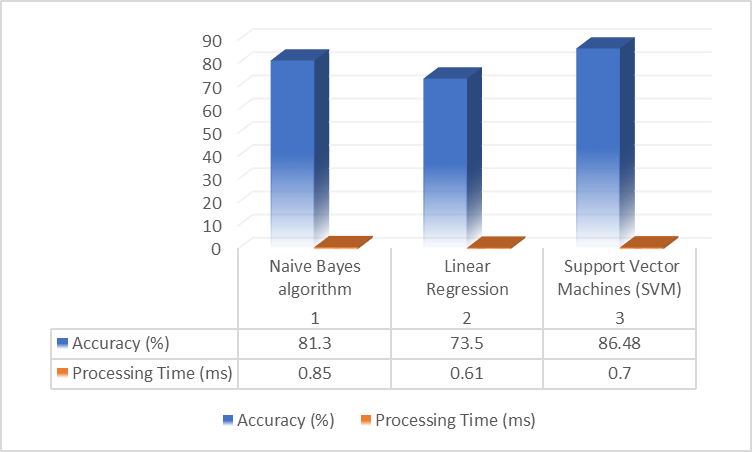 90
80
70
60
50
40
30
20
10
0
Naive Bayes algorithm
Linear Regression
Support Vector Machines (SVM)
1
2
3
Accuracy (%)
81.3
73.5
86.48
Processing Time (ms)
0.85
0.61
0.7
Accuracy (%)
Processing Time (ms)